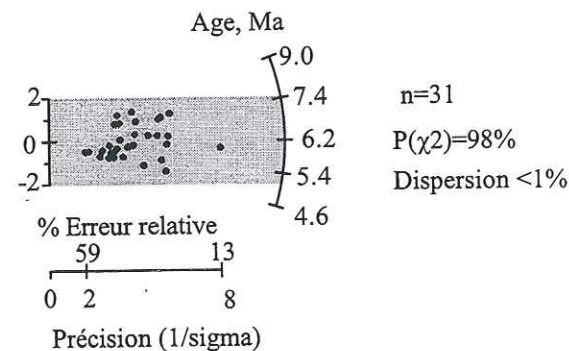 Age, Ma
9.0
2
7.4
n=31
0
6.2
P(χ2)=98%
-2
5.4
Dispersion <1%
4.6
% Erreur relative
59 13
0 2 8
Précision (1/sigma)